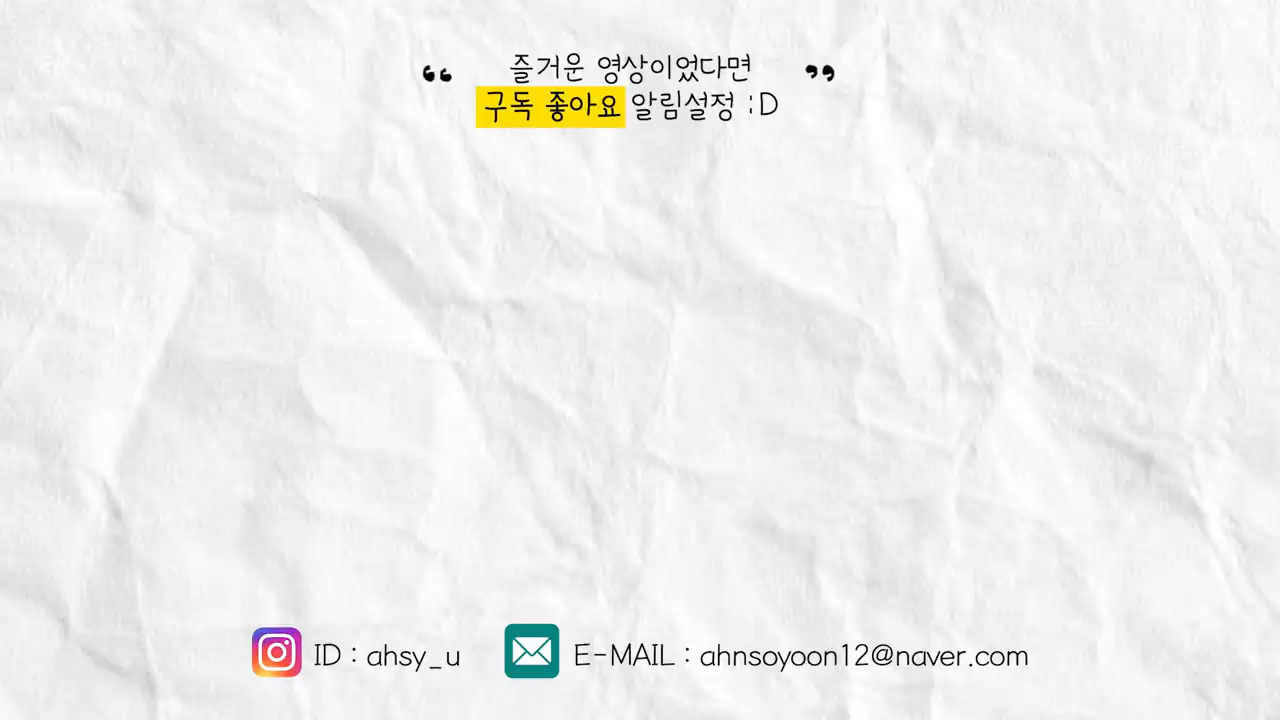 “ 즐거운 영상이었다면 ”
구독 좋아요 알림설정 :D
ID : ahsy_u
E-MAIL : ahnsoyoon12@naver.com